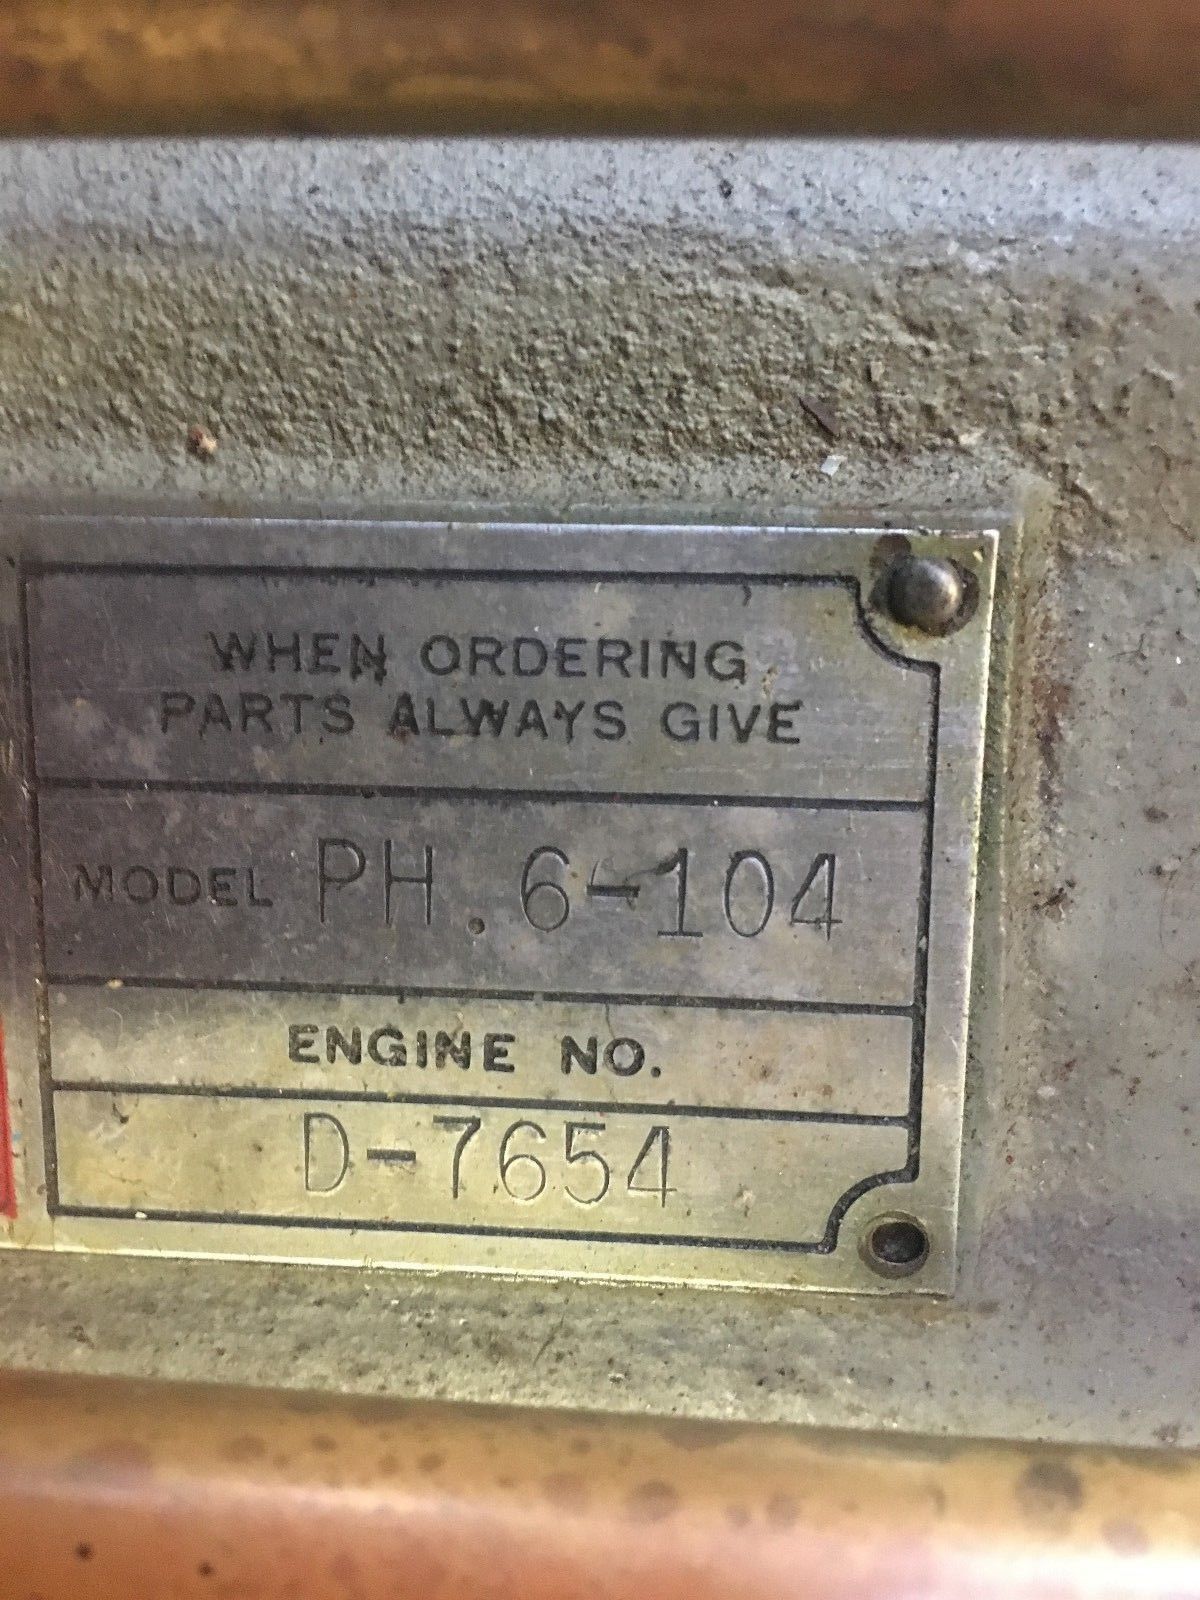 WHEN ORDERING
PARTS ALWAYS GIVE
MODEL PH. 6-104
ENGINE NO.
D-7654